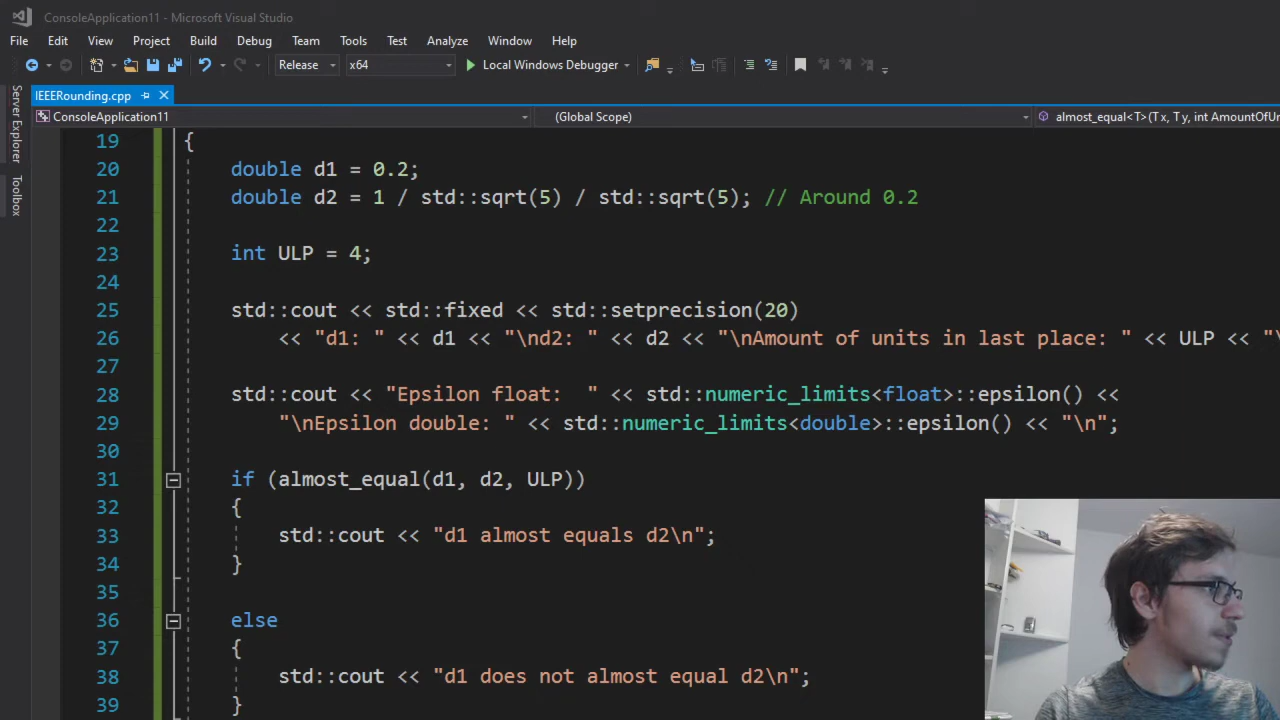 ConsoleApplication11 - Microsoft Visual Studio
File Edit View Project Build Debug Team Tools Test Analyze Window Help
Release x64 Local Windows Debugger
IEEERounding.cpp
ConsoleApplication11 (Global Scope) almost_equal<T>(T x, T y, int AmountOfUn
Server Explorer
Toolbox
19 {
20 double d1 = 0.2;
21 double d2 = 1 / std::sqrt(5) / std::sqrt(5); // Around 0.2
22
23 int ULP = 4;
24
25 std::cout << std::fixed << std::setprecision(20)
26 << "d1: " << d1 << "\nd2: " << d2 << "\nAmount of units in last place: " << ULP << "\
27
28 std::cout << "Epsilon float:  " << std::numeric_limits<float>::epsilon() <<
29 "\nEpsilon double: " << std::numeric_limits<double>::epsilon() << "\n";
30
31 if (almost_equal(d1, d2, ULP))
32 {
33 std::cout << "d1 almost equals d2\n";
34 }
35
36 else
37 {
38 std::cout << "d1 does not almost equal d2\n";
39 }